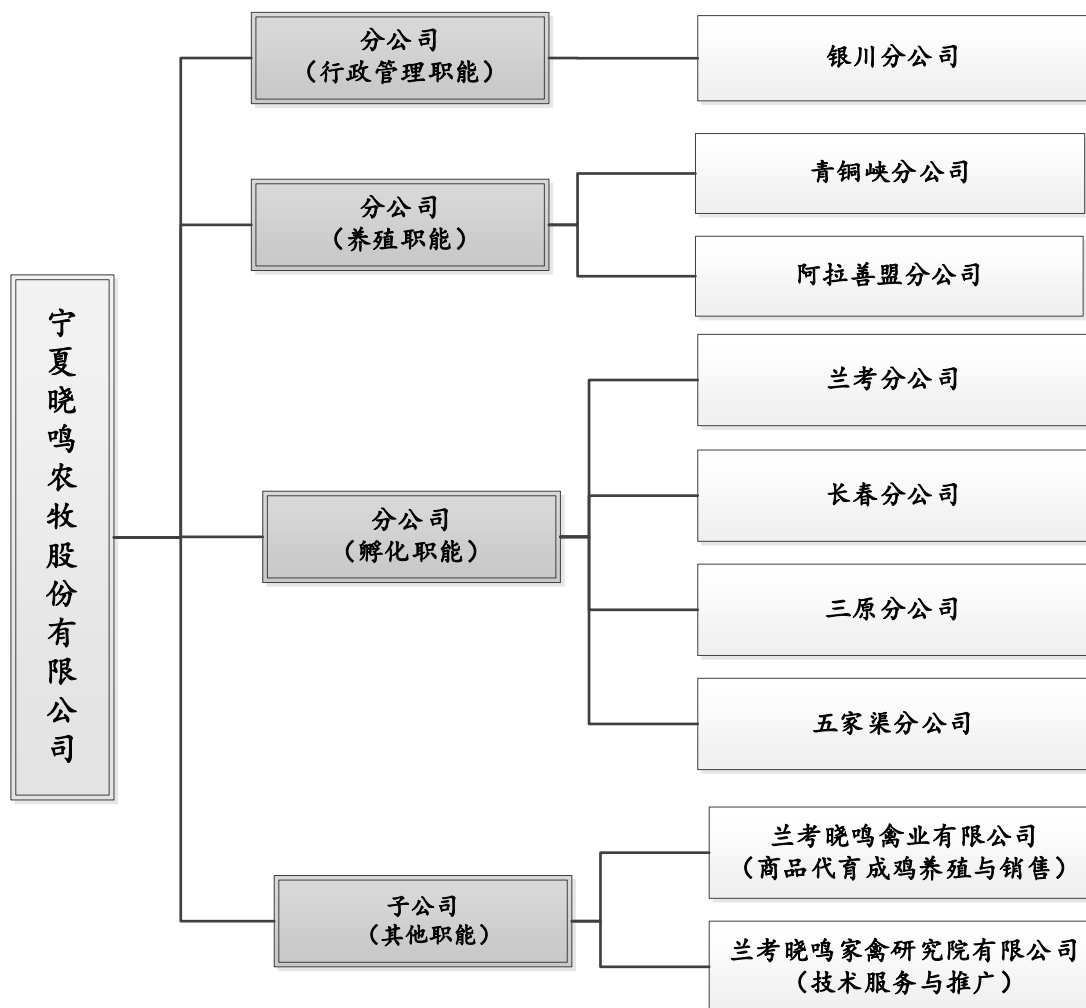 宁夏晓鸣农牧股份有限公司
分公司
（行政管理职能）
银川分公司
分公司
（养殖职能）
青铜峡分公司
阿拉善盟分公司
分公司
（孵化职能）
兰考分公司
长春分公司
三原分公司
五家渠分公司
子公司
（其他职能）
兰考晓鸣禽业有限公司
（商品代育成鸡养殖与销售）
兰考晓鸣家禽研究院有限公司
（技术服务与推广）